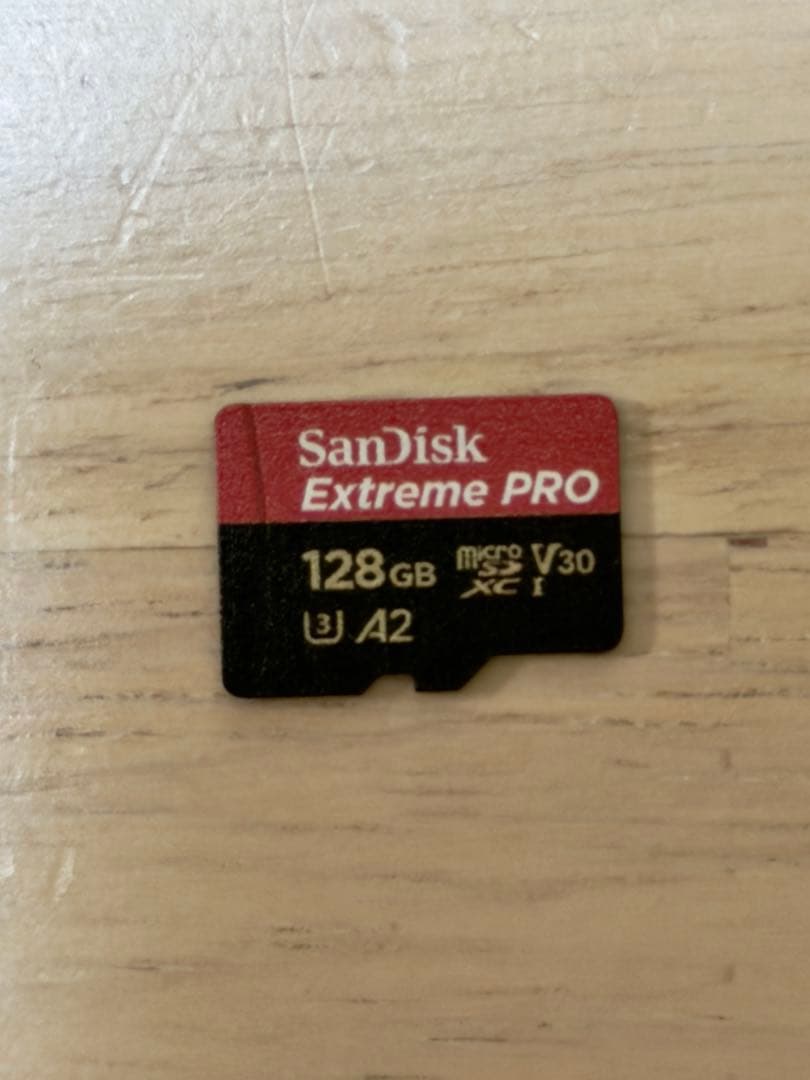 SanDisk
Extreme PRO
128GB micro SD XC I V30
3 A2